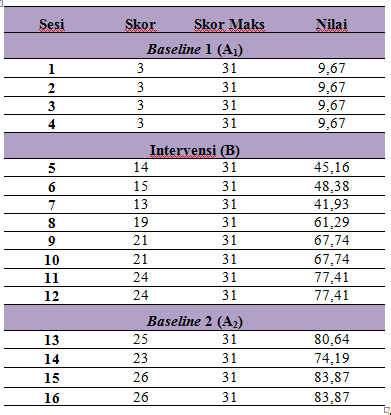 Sesi Skor Skor Maks Nilai
Baseline 1 (A₁)
1 3 31 9,67
2 3 31 9,67
3 3 31 9,67
4 3 31 9,67
Intervensi (B)
5 14 31 45,16
6 15 31 48,38
7 13 31 41,93
8 19 31 61,29
9 21 31 67,74
10 21 31 67,74
11 24 31 77,41
12 24 31 77,41
Baseline 2 (A₂)
13 25 31 80,64
14 23 31 74,19
15 26 31 83,87
16 26 31 83,87